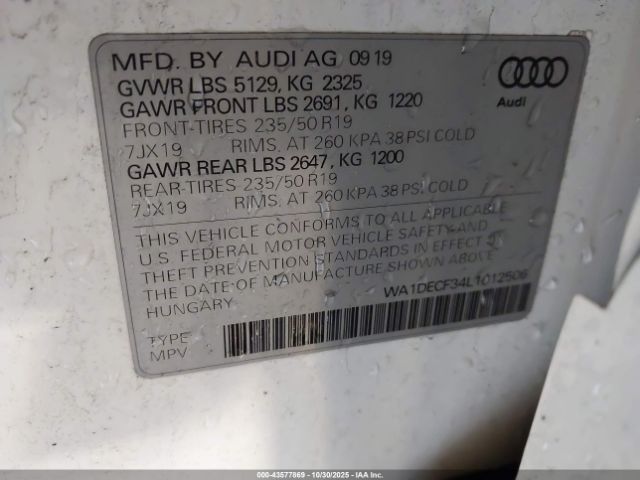 MFD. BY AUDI AG 09 19
GVWR LBS 5129, KG 2325
GAWR FRONT LBS 2691, KG 1220
FRONT-TIRES 235/50 R19
7JX19 RIMS, AT 260 KPA 38 PSI COLD
GAWR REAR LBS 2647, KG 1200
REAR-TIRES 235/50 R19
7JX19 RIMS, AT 260 KPA 38 PSI COLD
Audi
THIS VEHICLE CONFORMS TO ALL APPLICABLE
U.S. FEDERAL MOTOR VEHICLE SAFETY AND
THEFT PREVENTION STANDARDS IN EFFECT ON
THE DATE OF MANUFACTURE SHOWN ABOVE
HUNGARY
WA1DECF34L1012506
TYPE
MPV
000-43577869 - 10/30/2025 - IAA Inc.